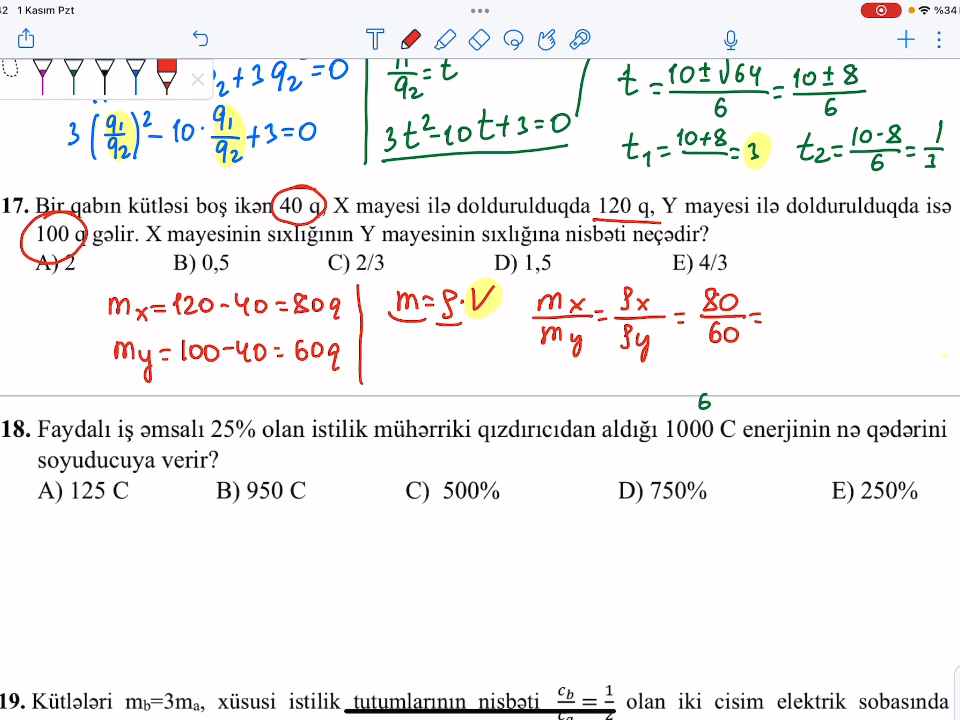 42 1 Kasım Pzt %34
q₂+3q₂²=0
q₁/q₂=t
t=10±√64/6=10±8/6
3(q₁/q₂)²-10·q₁/q₂+3=0
3t²-10t+3=0
t₁=10+8/6=3 t₂=10-8/6=1/3
17. Bir qabın kütləsi boş ikən 40 q, X mayesi ilə doldurulduqda 120 q, Y mayesi ilə doldurulduqda isə
100 q gəlir. X mayesinin sıxlığının Y mayesinin sıxlığına nisbəti neçədir?
A) 2 B) 0,5 C) 2/3 D) 1,5 E) 4/3
mx=120-40=80q
my=100-40=60q
m=ρ·V
mx/my=ρx/ρy=80/60=
18. Faydalı iş əmsalı 25% olan istilik mühərriki qızdırıcıdan aldığı 1000 C enerjinin nə qədərini
soyuducuya verir?
A) 125 C B) 950 C C) 500% D) 750% E) 250%
19. Kütlələri mb=3ma, xüsusi istilik tutumlarının nisbəti cb/ca=1/2 olan iki cisim elektrik sobasında